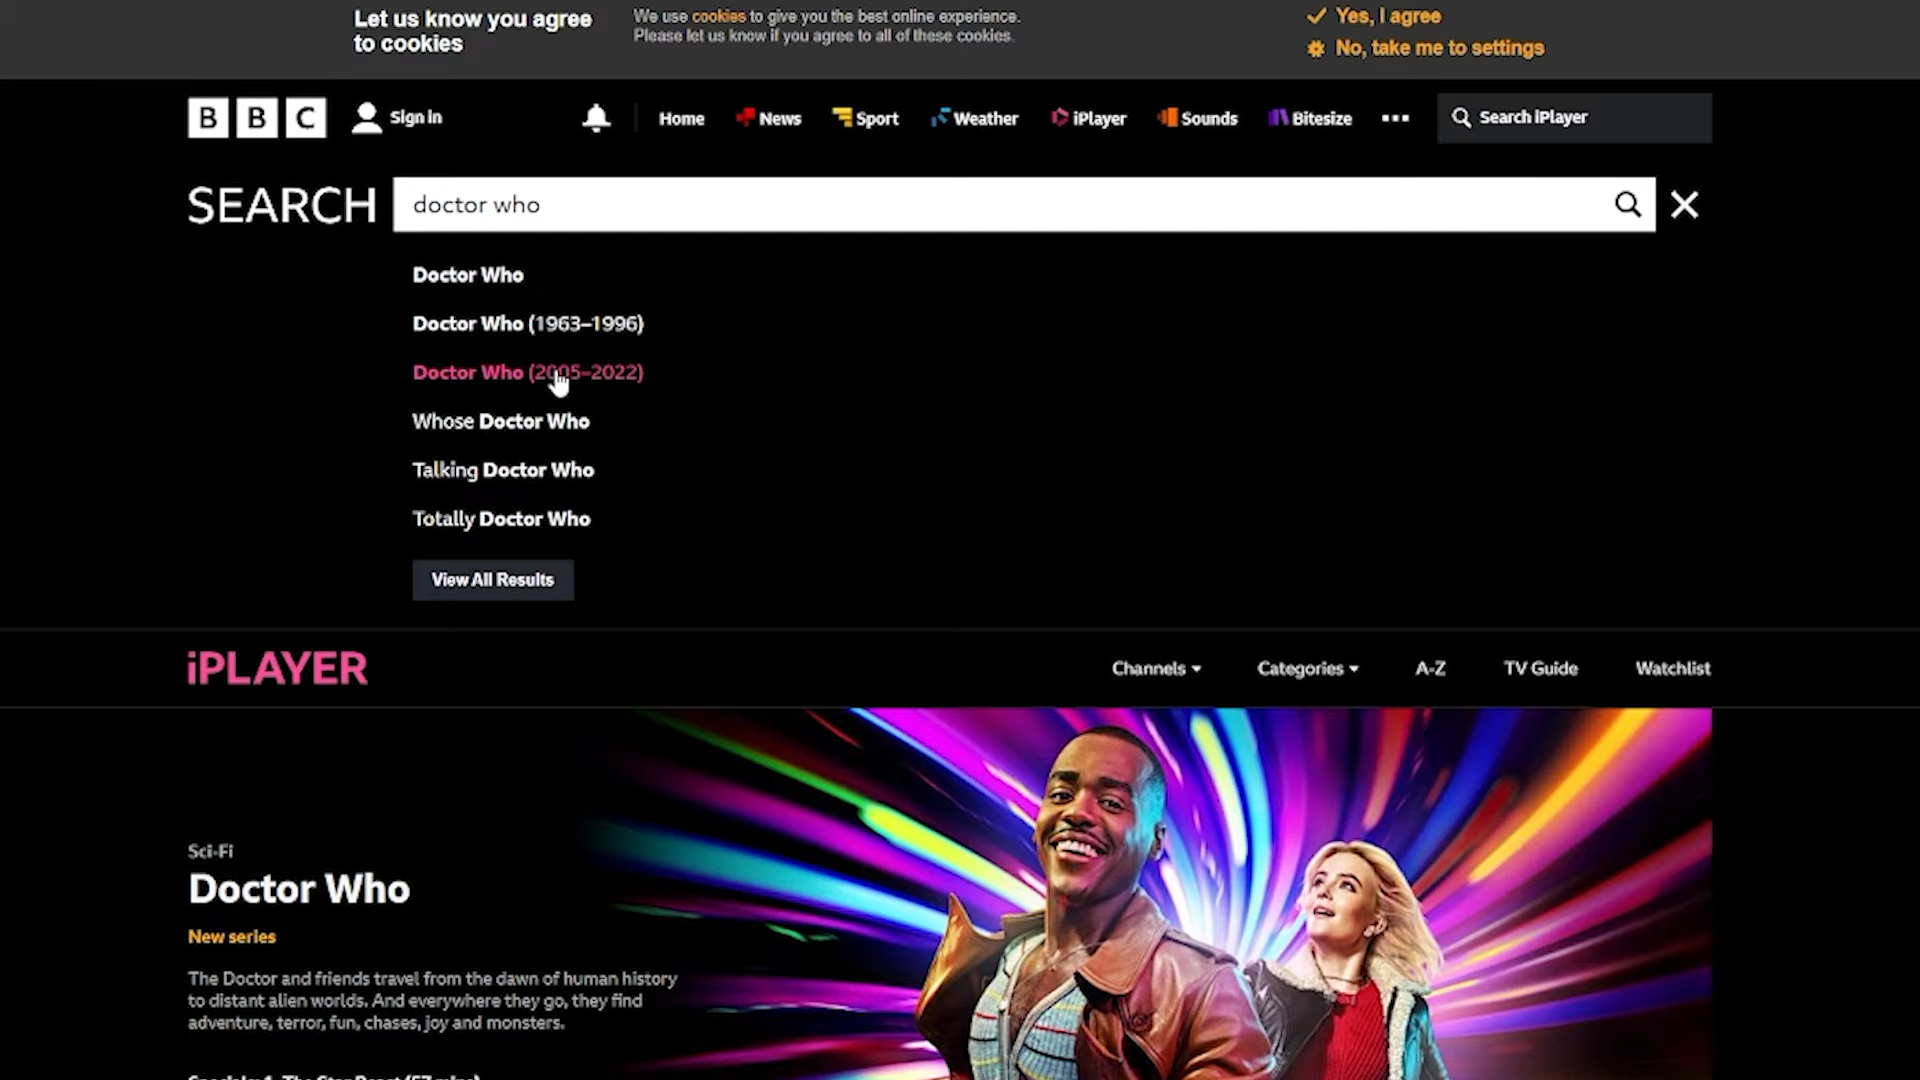 Let us know you agree
to cookies
We use cookies to give you the best online experience.
Please let us know if you agree to all of these cookies.
Yes, I agree
No, take me to settings
BBC
Sign in
Home
News
Sport
Weather
iPlayer
Sounds
Bitesize
Search iPlayer
SEARCH
doctor who
Doctor Who
Doctor Who (1963–1996)
Doctor Who (2005–2022)
Whose Doctor Who
Talking Doctor Who
Totally Doctor Who
View All Results
iPLAYER
Channels
Categories
A-Z
TV Guide
Watchlist
Sci-Fi
Doctor Who
New series
The Doctor and friends travel from the dawn of human history
to distant alien worlds. And everywhere they go, they find
adventure, terror, fun, chases, joy and monsters.